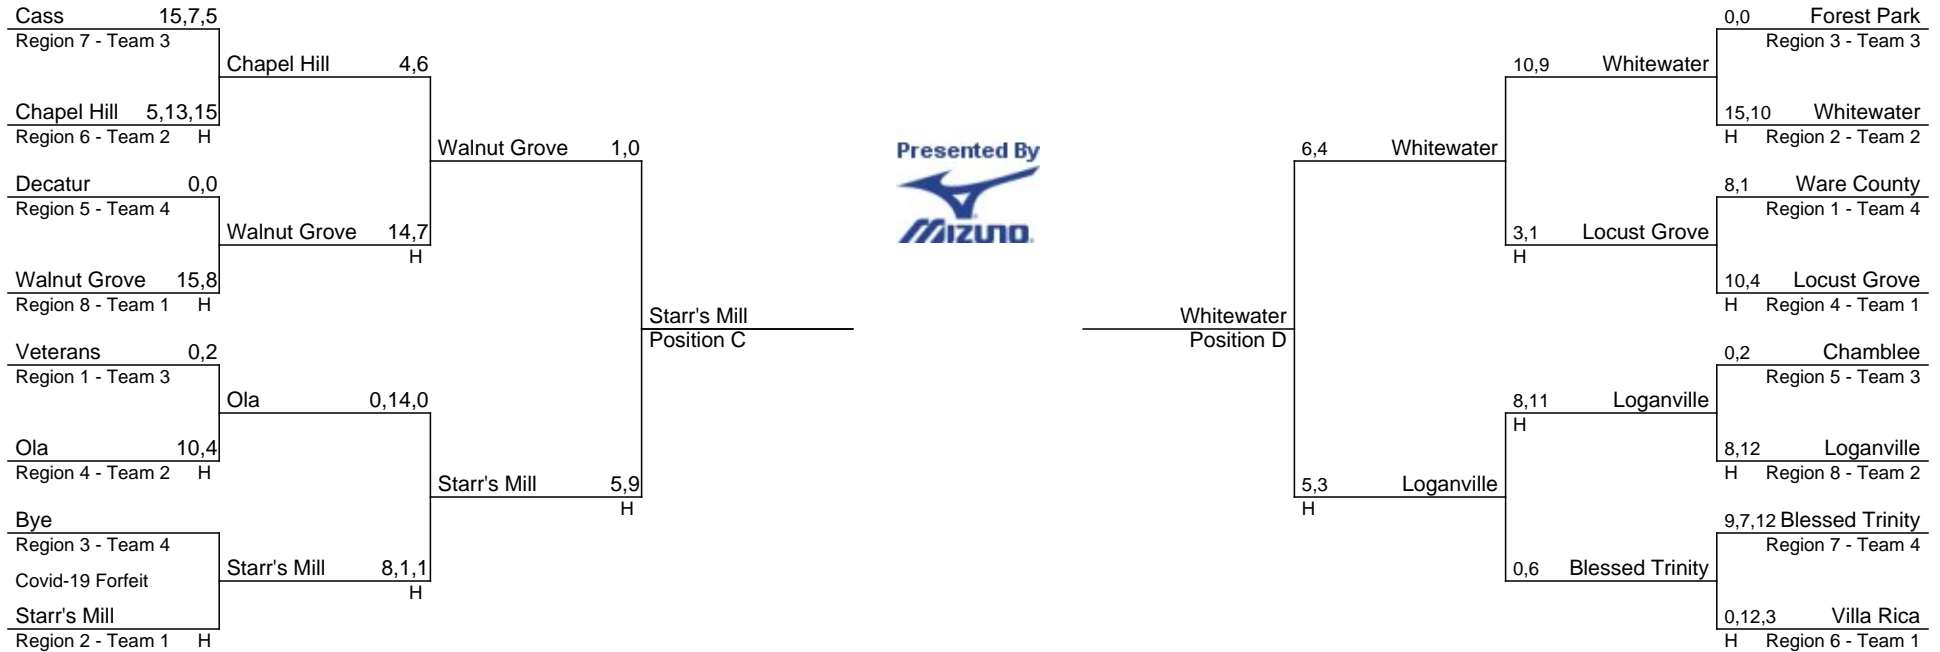 Cass 15,7,5
Region 7 - Team 3
Chapel Hill 4,6
Chapel Hill 5,13,15
Region 6 - Team 2 H
Walnut Grove 1,0
Decatur 0,0
Region 5 - Team 4
Walnut Grove 14,7
H
Walnut Grove 15,8
Region 8 - Team 1 H
Starr's Mill
Position C
Veterans 0,2
Region 1 - Team 3
Ola 0,14,0
Ola 10,4
Region 4 - Team 2 H
Starr's Mill 5,9
H
Bye
Region 3 - Team 4
Covid-19 Forfeit
Starr's Mill 8,1,1
H
Starr's Mill
Region 2 - Team 1 H
Presented By
MIZUNO
0,0 Forest Park
Region 3 - Team 3
10,9 Whitewater
15,10 Whitewater
H Region 2 - Team 2
6,4 Whitewater
8,1 Ware County
Region 1 - Team 4
3,1 Locust Grove
H
10,4 Locust Grove
H Region 4 - Team 1
Whitewater
Position D
0,2 Chamblee
Region 5 - Team 3
8,11 Loganville
H
8,12 Loganville
H Region 8 - Team 2
5,3 Loganville
H
9,7,12 Blessed Trinity
Region 7 - Team 4
0,6 Blessed Trinity
0,12,3 Villa Rica
H Region 6 - Team 1